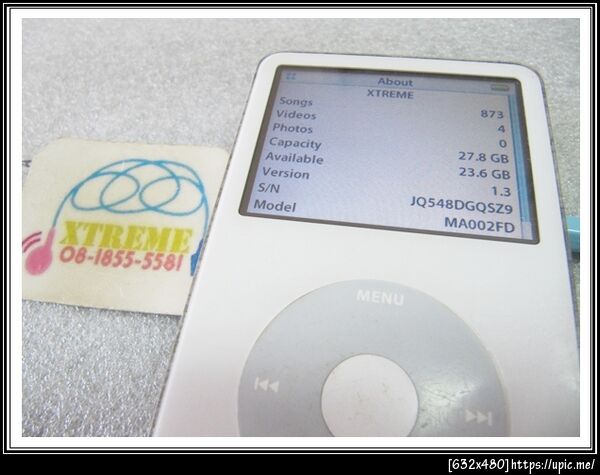 About
XTREME
Songs 873
Videos 4
Photos 0
Capacity 27.8 GB
Available 23.6 GB
Version 1.3
S/N JQ548DGQSZ9
Model MA002FD
MENU
XTREME
08-1855-5581
[632x480]https://upic.me/